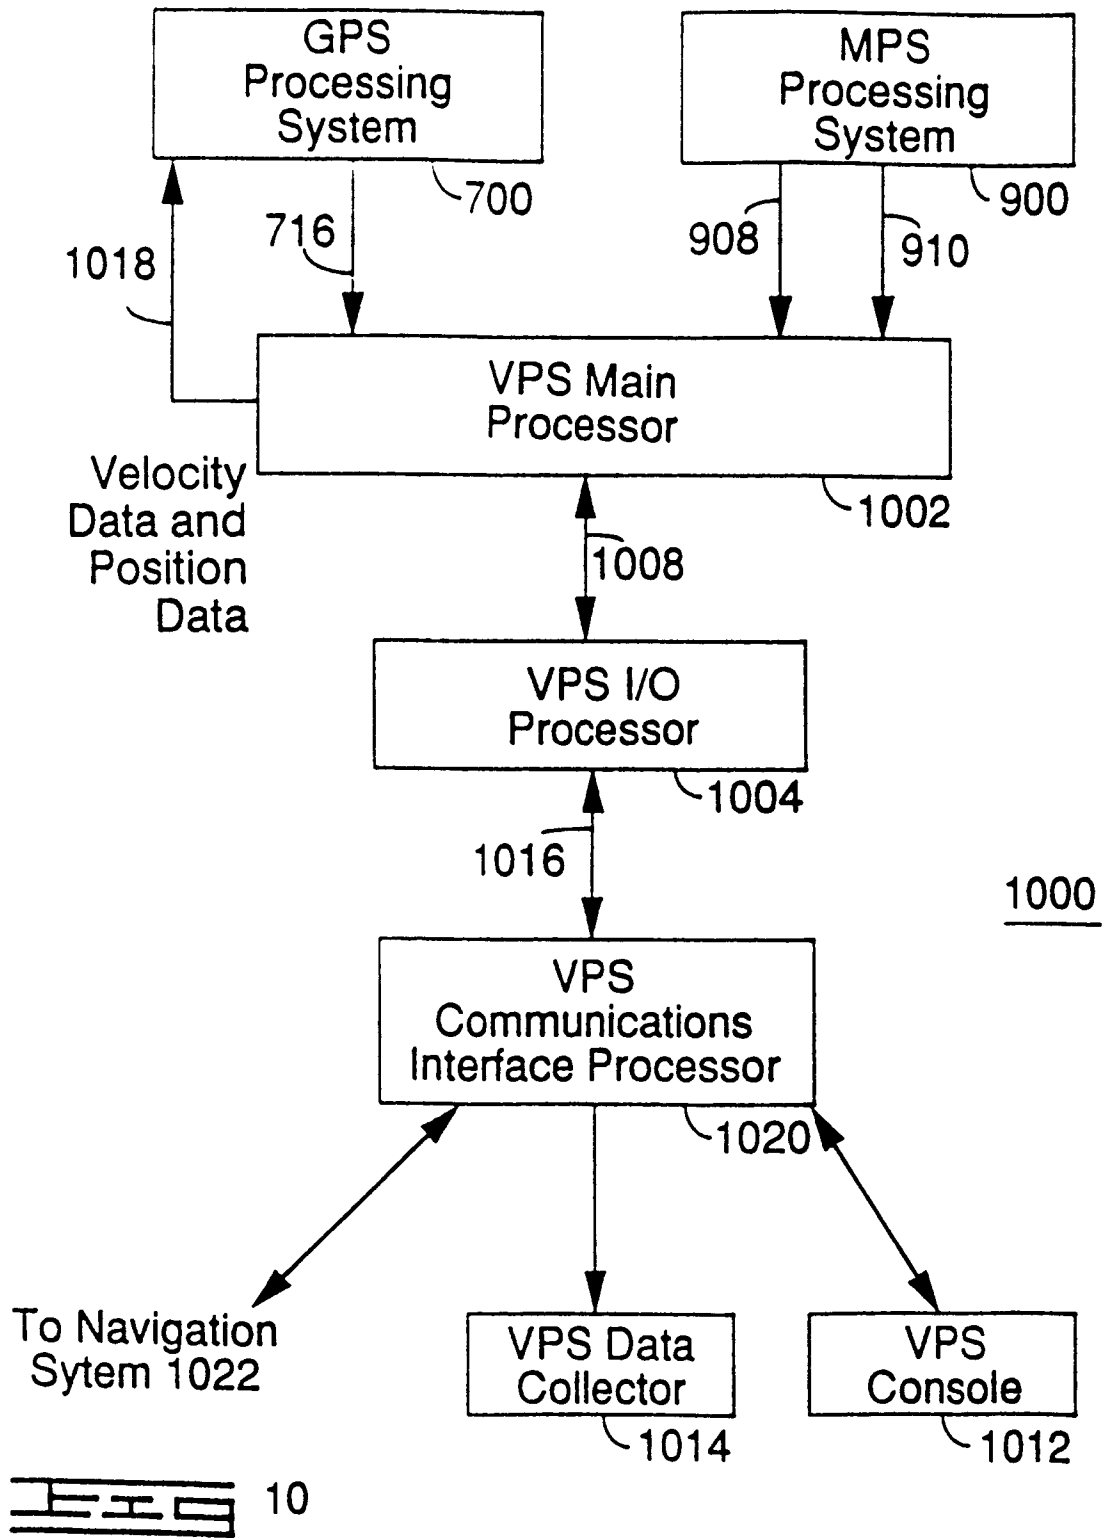 GPS
Processing
System
MPS
Processing
System
700
900
716
908
910
1018
VPS Main
Processor
Velocity
Data and
Position
Data
1002
1008
VPS I/O
Processor
1004
1016
1000
VPS
Communications
Interface Processor
1020
To Navigation
Sytem 1022
VPS Data
Collector
VPS
Console
1014
1012
FIG 10